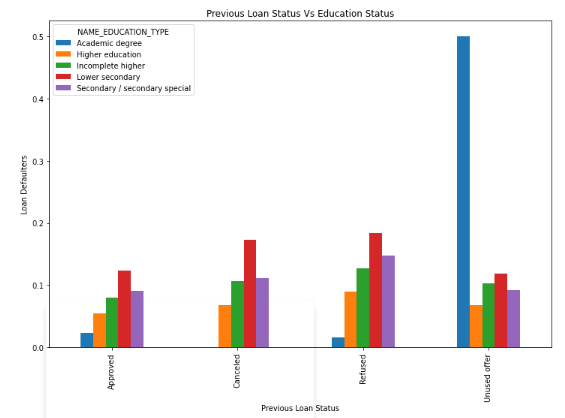 Previous Loan Status Vs Education Status
NAME_EDUCATION_TYPE
Academic degree
Higher education
Incomplete higher
Lower secondary
Secondary / secondary special
0.5
0.4
0.3
0.2
0.1
0.0
Loan Defaulters
Approved
Canceled
Refused
Unused offer
Previous Loan Status